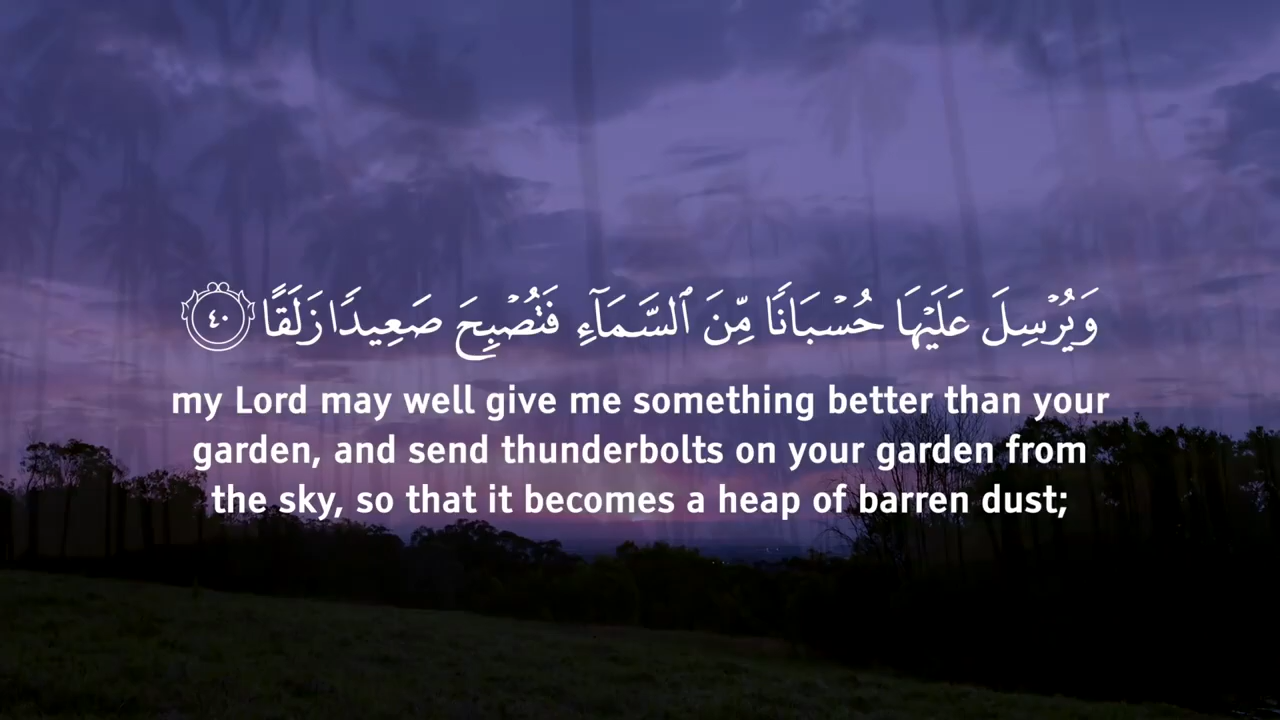 وَيُرْسِلَ عَلَيْهَا حُسْبَانًا مِّنَ ٱلسَّمَآءِ فَتُصْبِحَ صَعِيدًا زَلَقًا ٤٠
my Lord may well give me something better than your
garden, and send thunderbolts on your garden from
the sky, so that it becomes a heap of barren dust;